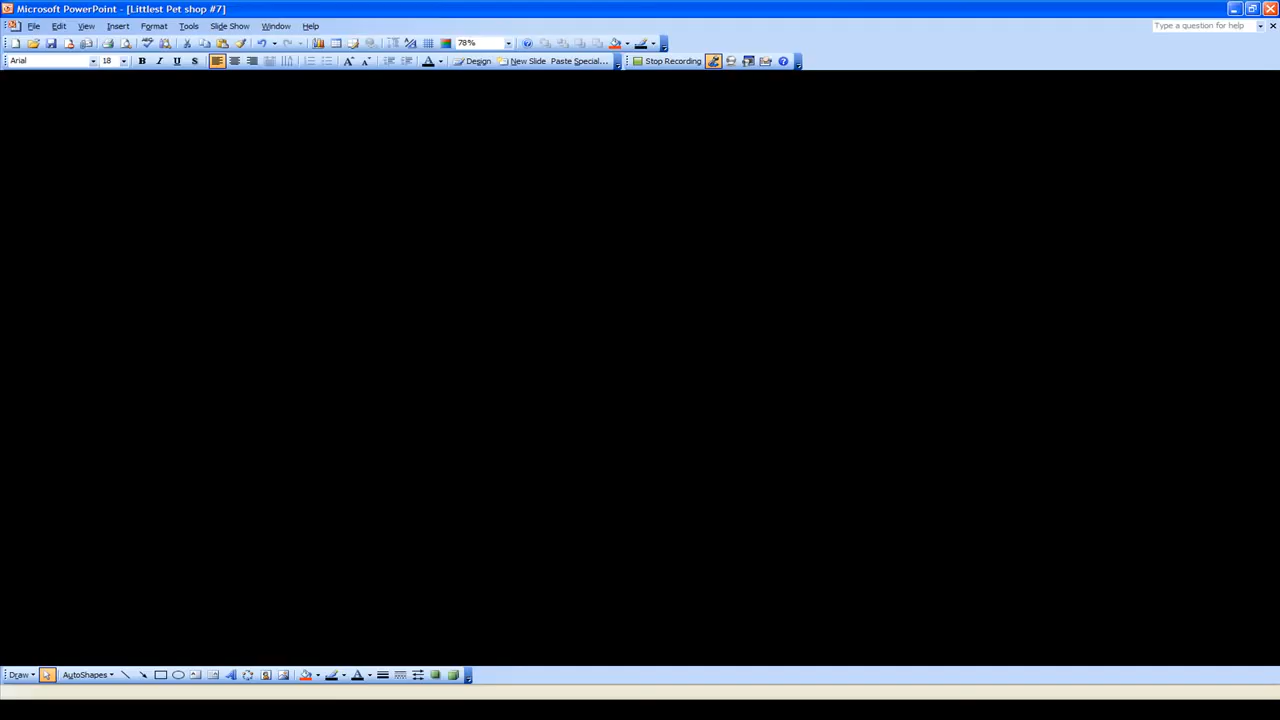 Microsoft PowerPoint - [Littlest Pet shop #7]
File Edit View Insert Format Tools Slide Show Window Help Type a question for help
78%
Arial 18 B I U S A A A Design New Slide Paste Special... Stop Recording
Draw AutoShapes A